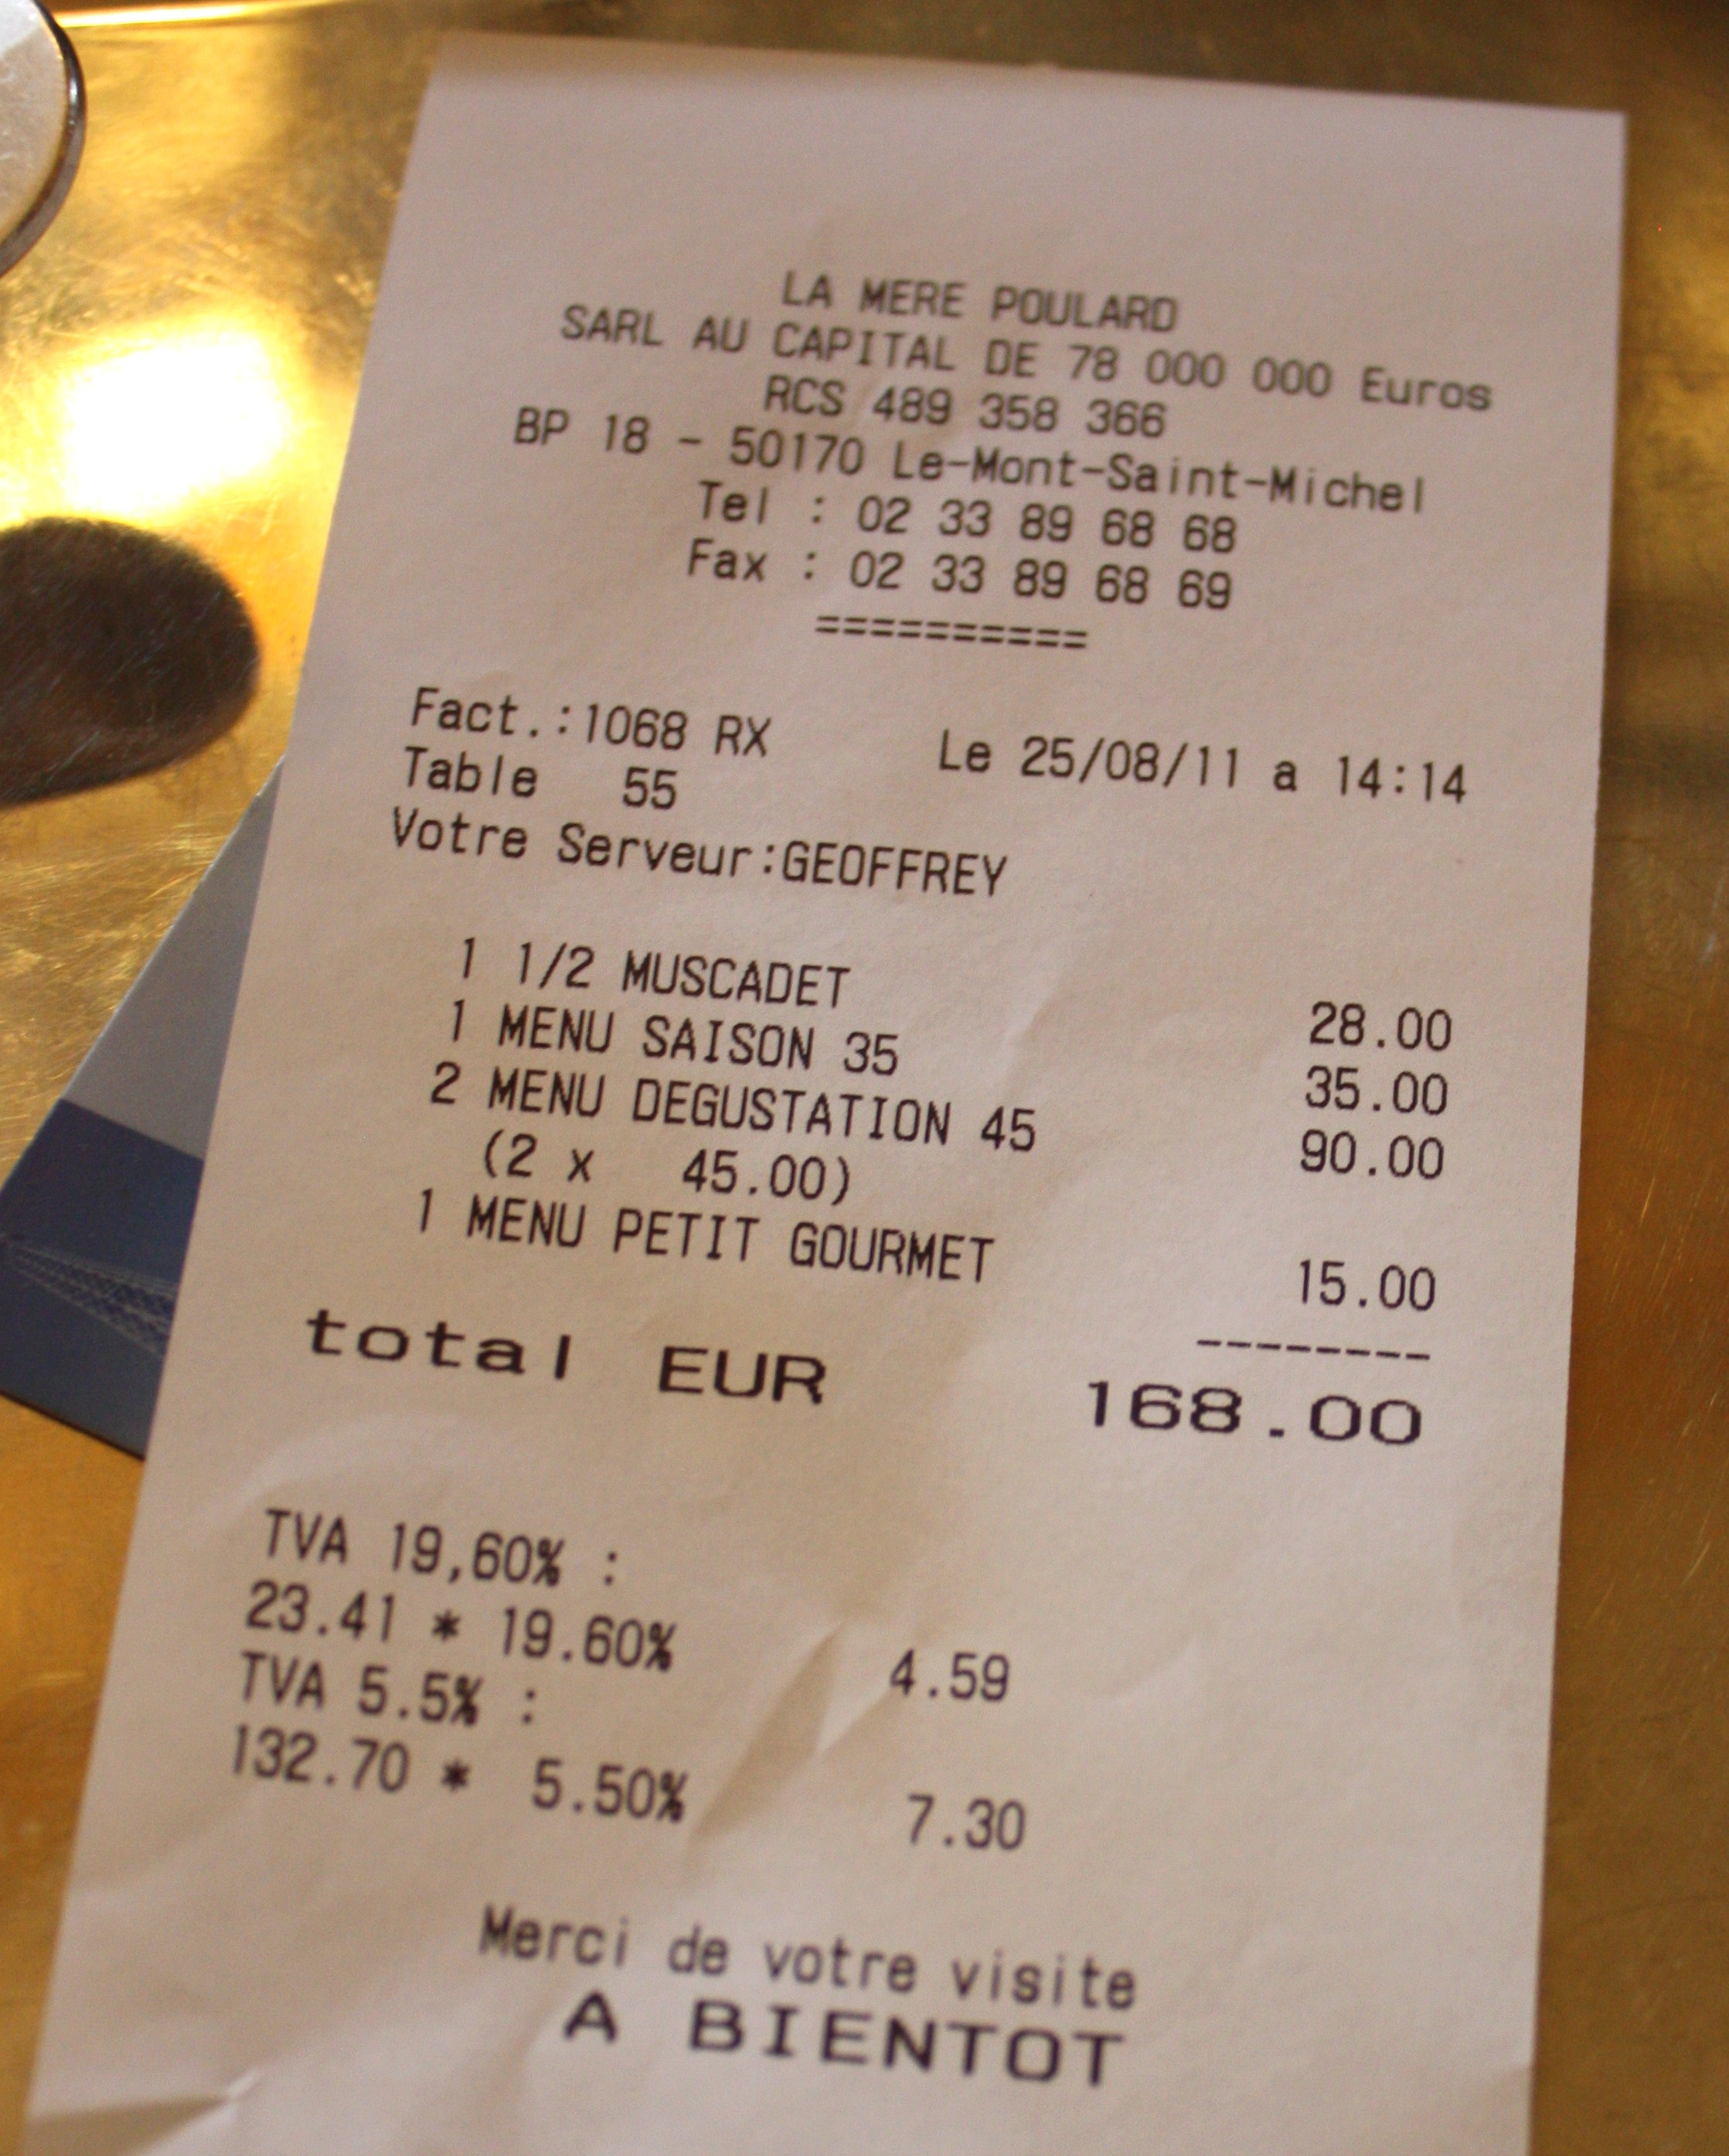 LA MERE POULARD
SARL AU CAPITAL DE 78 000 000 Euros
RCS 489 358 366
BP 18 - 50170 Le-Mont-Saint-Michel
Tel : 02 33 89 68 68
Fax : 02 33 89 68 69
==========
Fact.:1068 RX Le 25/08/11 a 14:14
Table 55
Votre Serveur:GEOFFREY
1 1/2 MUSCADET 28.00
1 MENU SAISON 35 35.00
2 MENU DEGUSTATION 45 90.00
(2 x 45.00)
1 MENU PETIT GOURMET 15.00
--------
total EUR 168.00
TVA 19,60% :
23.41 * 19.60% 4.59
TVA 5.5% :
132.70 * 5.50% 7.30
Merci de votre visite
A BIENTOT